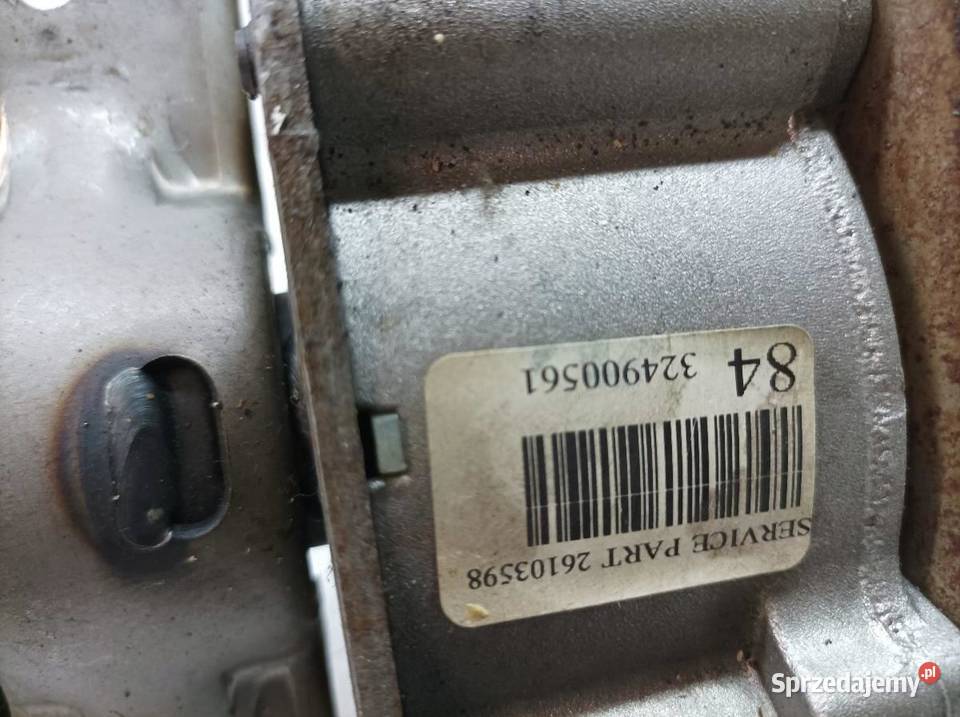 SERVICE PART 26103598
84 324900561
Sprzedajemy.pl